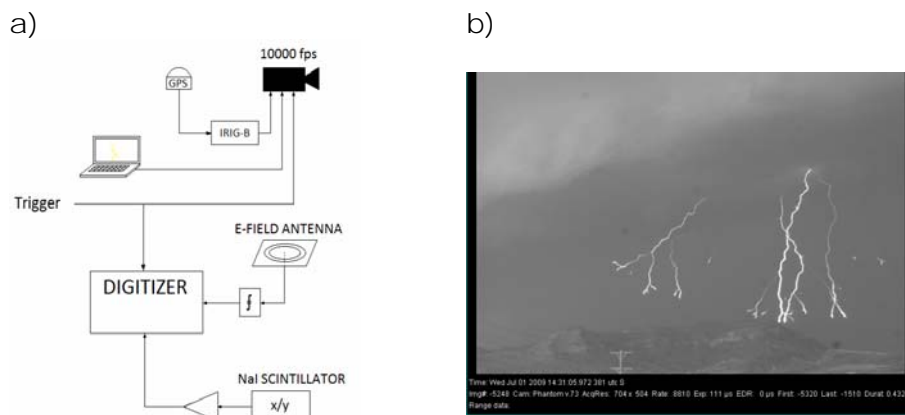 a)
b)
10000 fps
GPS
IRIG-B
Trigger
E-FIELD ANTENNA
DIGITIZER
∮
NaI SCINTILLATOR
x/y
Time: Wed Jul 01 2009 14:31:05.972 381 utc S
Img#: -5248 Cam: Phantom v7.3 AcqRes: 704 x 504 Rate: 8810 Exp: 111 µs EDR: 0 µs First: -5320 Last: -1510 Durat: 0.432
Range data: